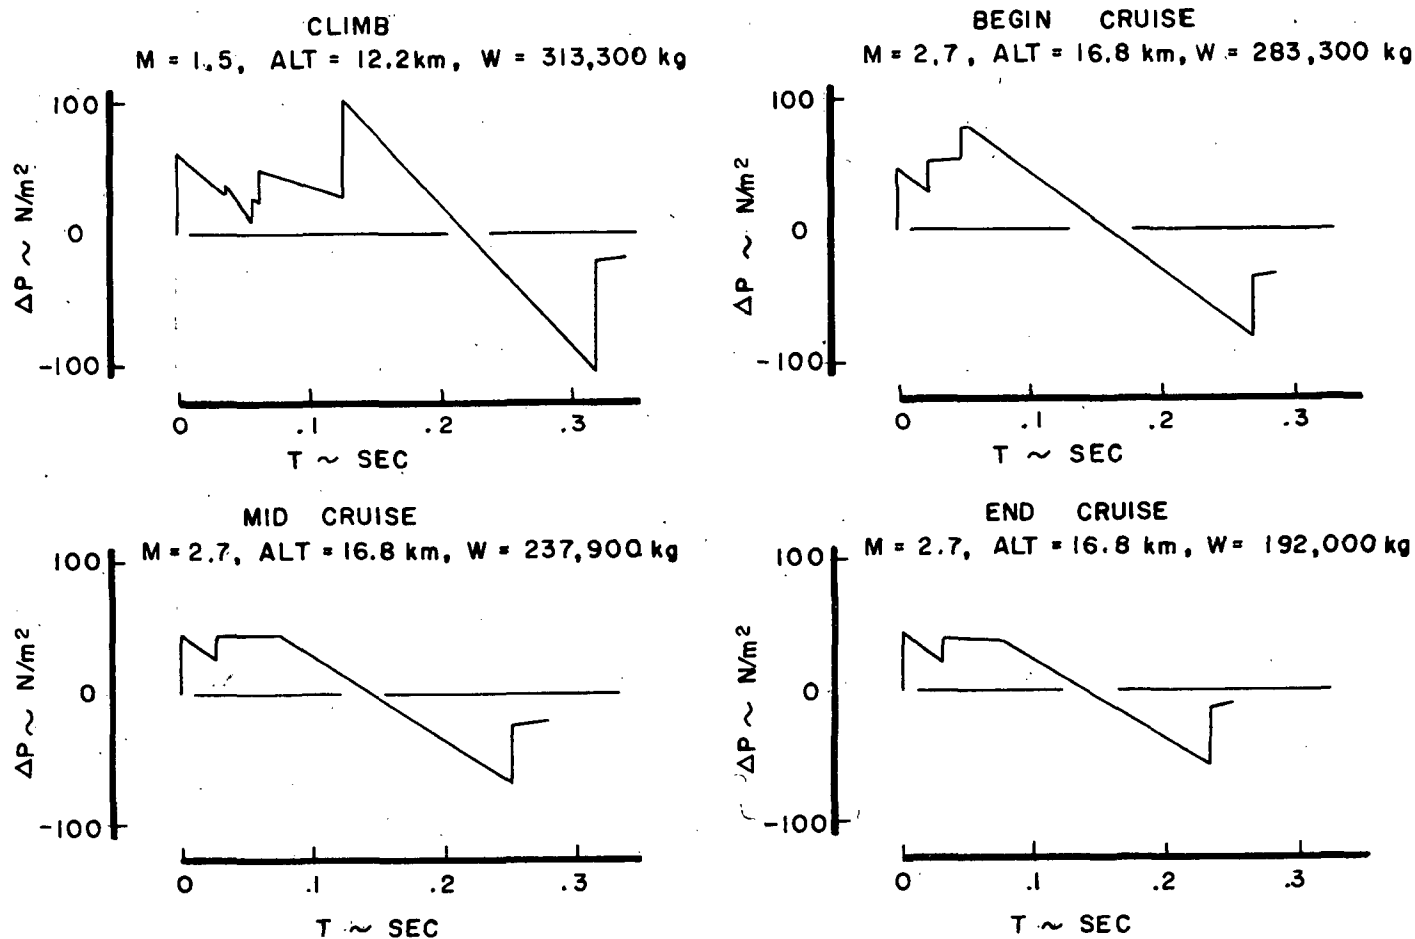 CLIMB
M = 1.5, ALT = 12.2km, W = 313,300 kg
100
0
-100
ΔP ~ N/m²
0 .1 .2 .3
T ~ SEC
BEGIN CRUISE
M = 2.7, ALT = 16.8 km, W = 283,300 kg
100
0
-100
ΔP ~ N/m²
0 .1 .2 .3
T ~ SEC
MID CRUISE
M = 2.7, ALT = 16.8 km, W = 237,900 kg
100
0
-100
ΔP ~ N/m²
0 .1 .2 .3
T ~ SEC
END CRUISE
M = 2.7, ALT = 16.8 km, W = 192,000 kg
100
0
-100
ΔP ~ N/m²
0 .1 .2 .3
T ~ SEC